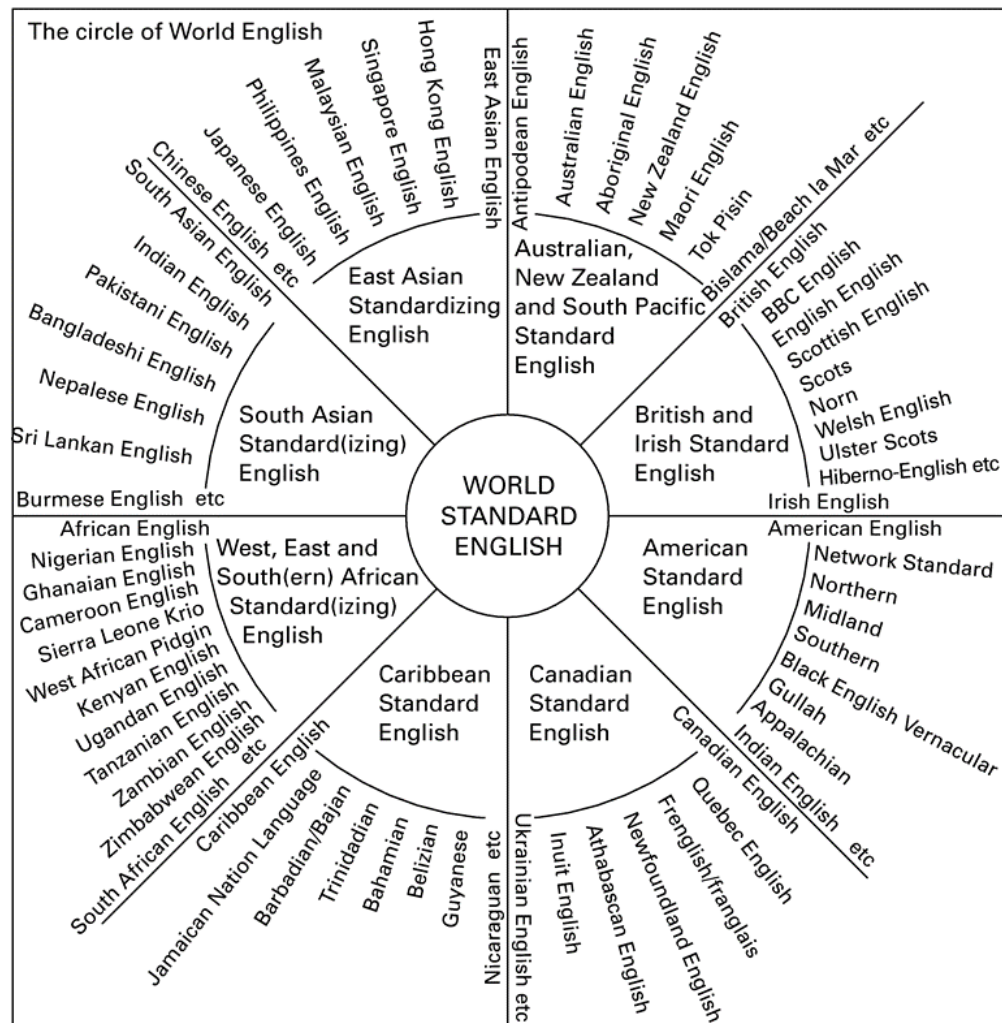 The circle of World English
WORLD
STANDARD
ENGLISH
Australian,
New Zealand
and South Pacific
Standard
English
Antipodean English
Australian English
Aboriginal English
New Zealand English
Maori English
Tok Pisin
Bislama/Beach la Mar etc
British and
Irish Standard
English
British English
BBC English
English English
Scottish English
Scots
Norn
Welsh English
Ulster Scots
Hiberno-English etc
Irish English
American
Standard
English
American English
Network Standard
Northern
Midland
Southern
Black English Vernacular
Gullah
Appalachian
Indian English
etc
Canadian
Standard
English
Canadian English
Quebec English
Frenglish/franglais
Newfoundland English
Athabascan English
Inuit English
Ukrainian English etc
Caribbean
Standard
English
Caribbean English
Jamaican Nation Language
Barbadian/Bajan
Trinidadian
Bahamian
Belizian
Guyanese
Nicaraguan etc
West, East and
South(ern) African
Standard(izing)
English
African English
Nigerian English
Ghanaian English
Cameroon English
Sierra Leone Krio
West African Pidgin
Kenyan English
Ugandan English
Tanzanian English
Zambian English
Zimbabwean English
South African English etc
South Asian
Standard(izing)
English
South Asian English
Indian English
Pakistani English
Bangladeshi English
Nepalese English
Sri Lankan English
Burmese English etc
East Asian
Standardizing
English
East Asian English
Hong Kong English
Singapore English
Malaysian English
Philippines English
Japanese English
Chinese English etc